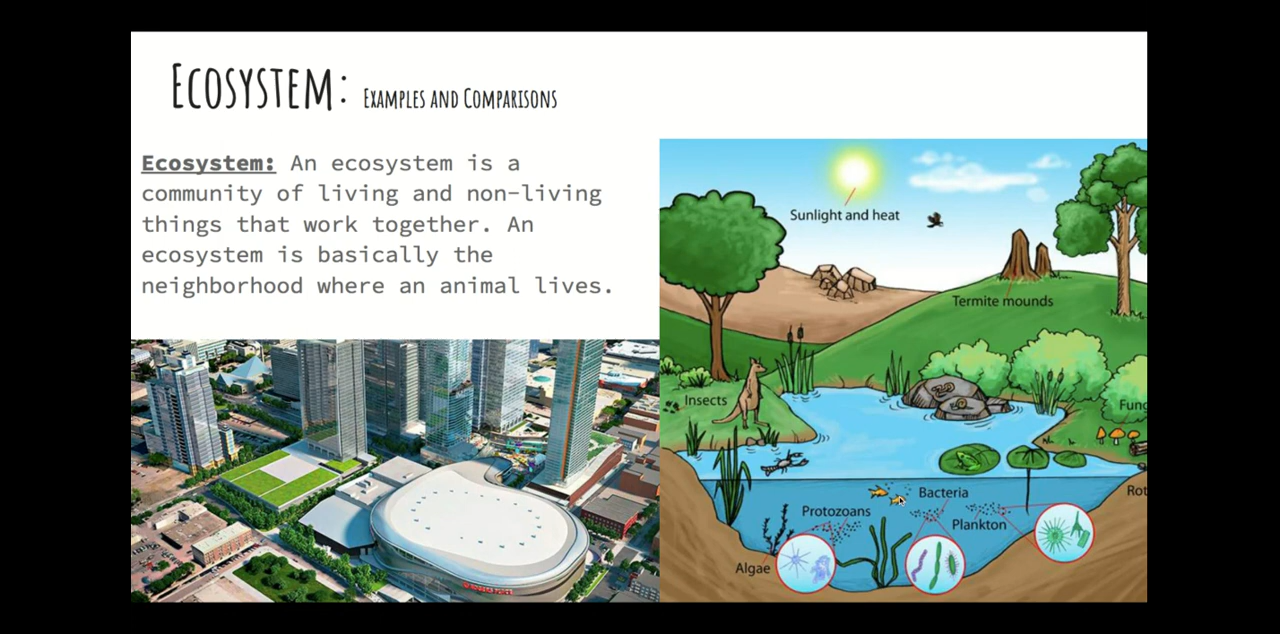 Ecosystem: Examples and Comparisons
Ecosystem: An ecosystem is a
community of living and non-living
things that work together. An
ecosystem is basically the
neighborhood where an animal lives.
Sunlight and heat
Termite mounds
Insects
Fung
Bacteria
Rot
Protozoans
Plankton
Algae